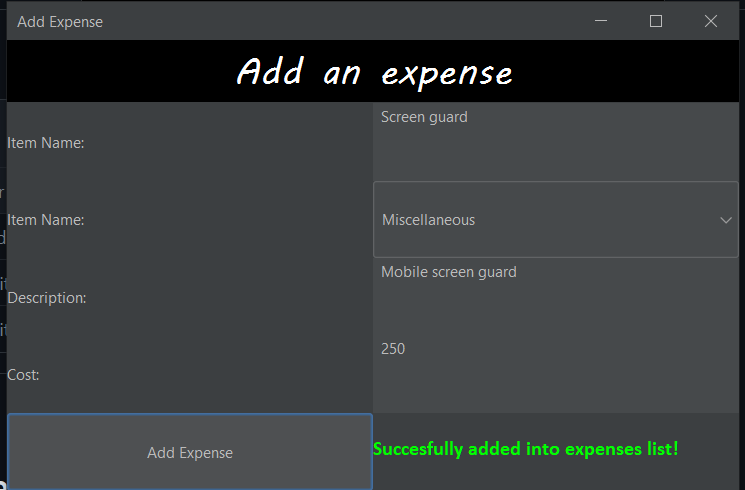 Add Expense
Add an expense
Item Name:
Screen guard
Item Name:
Miscellaneous
Description:
Mobile screen guard
Cost:
250
Add Expense
Succesfully added into expenses list!